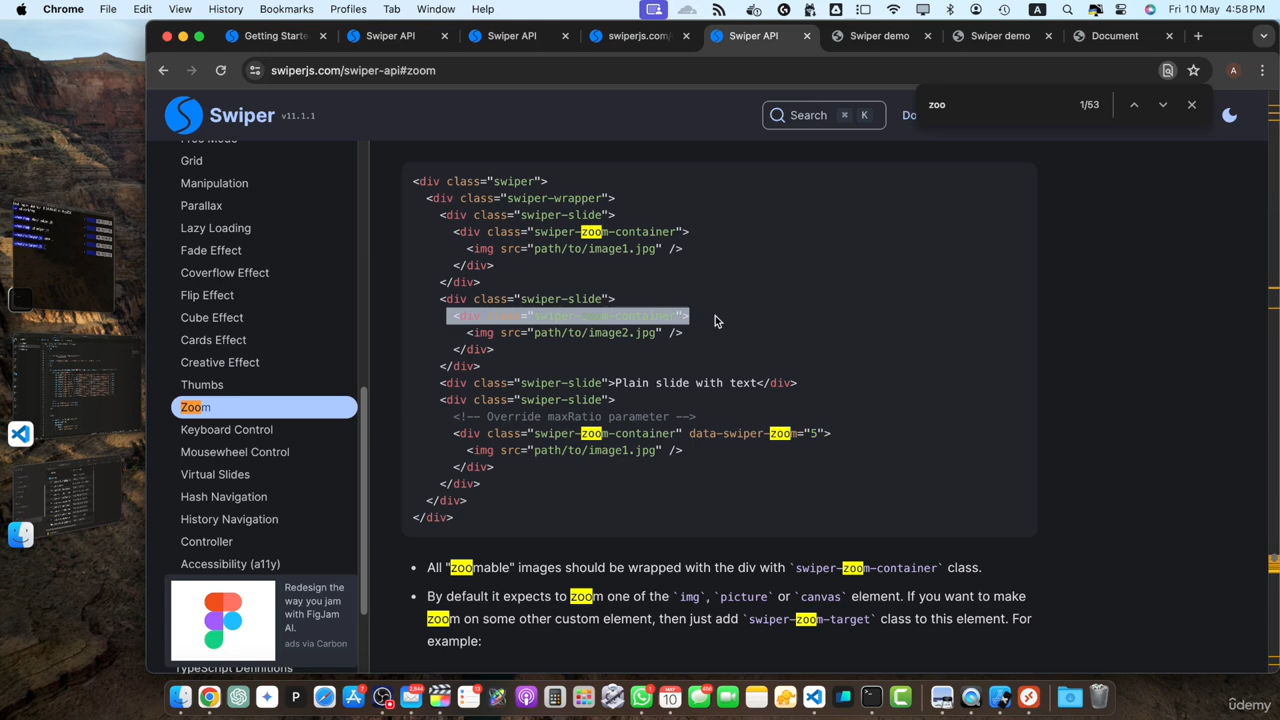 Chrome File Edit View History Bookmarks Profiles Tab Window Help A Fri 10 May 4:58 PM
Getting Starte Swiper API Swiper API swiperjs.com/ Swiper API Swiper demo Swiper demo Document
swiperjs.com/swiper-api#zoom A
zoo 1/53
Swiper v11.1.1 Search ⌘ K Do
Free Mode
Grid
Manipulation
Parallax
Lazy Loading
Fade Effect
Coverflow Effect
Flip Effect
Cube Effect
Cards Effect
Creative Effect
Thumbs
Zoom
Keyboard Control
Mousewheel Control
Virtual Slides
Hash Navigation
History Navigation
Controller
Accessibility (a11y)
Redesign the
way you jam
with FigJam
AI.
ads via Carbon
TypeScript Definitions
<div class="swiper">
<div class="swiper-wrapper">
<div class="swiper-slide">
<div class="swiper-zoom-container">
<img src="path/to/image1.jpg" />
</div>
</div>
<div class="swiper-slide">
<div class="swiper-zoom-container">
<img src="path/to/image2.jpg" />
</div>
</div>
<div class="swiper-slide">Plain slide with text</div>
<div class="swiper-slide">
<!-- Override maxRatio parameter -->
<div class="swiper-zoom-container" data-swiper-zoom="5">
<img src="path/to/image1.jpg" />
</div>
</div>
</div>
</div>
• All "zoomable" images should be wrapped with the div with `swiper-zoom-container` class.
• By default it expects to zoom one of the `img`, `picture` or `canvas` element. If you want to make
zoom on some other custom element, then just add `swiper-zoom-target` class to this element. For
example:
ûdemy